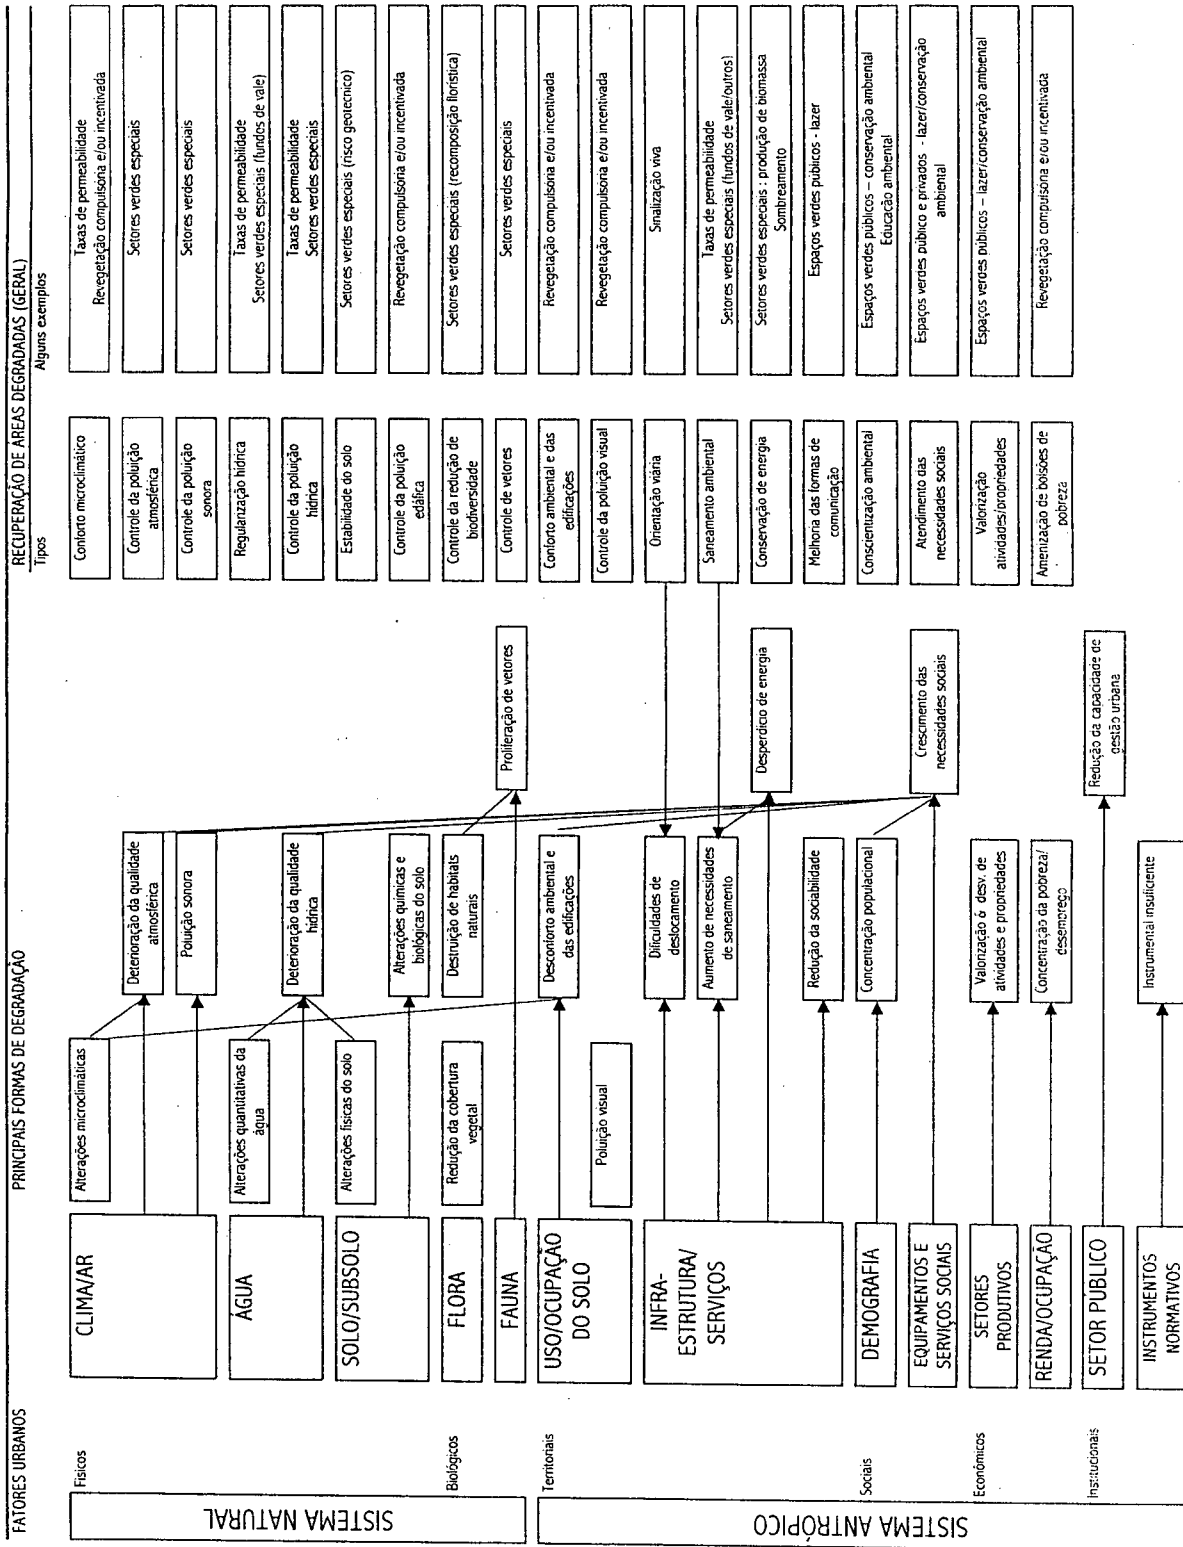 FATORES URBANOS
PRINCIPAIS FORMAS DE DEGRADAÇÃO
RECUPERAÇÃO DE ÁREAS DEGRADADAS (GERAL)
Tipos
Alguns exemplos
SISTEMA NATURAL
Físicos
CLIMA/AR
Alterações microclimáticas
Deterioração da qualidade
atmosférica
Poluição sonora
Conforto microclimático
Taxas de permeabilidade
Revegetação compulsória e/ou incentivada
Controle da poluição
atmosférica
Setores verdes especiais
Controle da poluição
sonora
Setores verdes especiais
ÁGUA
Alterações quantitativas da
água
Deterioração da qualidade
hídrica
Regularização hídrica
Taxas de permeabilidade
Setores verdes especiais (fundos de vale)
Controle da poluição
hídrica
Taxas de permeabilidade
Setores verdes especiais
SOLO/SUBSOLO
Alterações físicas do solo
Alterações químicas e
biológicas do solo
Estabilidade do solo
Setores verdes especiais (risco geotecnico)
Controle da poluição
edáfica
Revegetação compulsória e/ou incentivada
Biológicos
FLORA
Redução da cobertura
vegetal
Destruição de habitats
naturais
Controle da redução de
biodiversidade
Setores verdes especiais (recomposição florística)
FAUNA
Proliferação de vetores
Controle de vetores
Setores verdes especiais
SISTEMA ANTRÓPICO
Territoriais
USO/OCUPAÇÃO
DO SOLO
Desconforto ambiental e
das edificações
Poluição visual
Conforto ambiental e das
edificações
Revegetação compulsória e/ou incentivada
Controle da poluição visual
Revegetação compulsória e/ou incentivada
INFRA-
ESTRUTURA/
SERVIÇOS
Dificuldades de
deslocamento
Orientação viária
Sinalização viva
Aumento de necessidades
de saneamento
Saneamento ambiental
Taxas de permeabilidade
Setores verdes especiais (fundos de vale/outros)
Desperdício de energia
Conservação de energia
Setores verdes especiais : produção de biomassa
Sombreamento
Redução da sociabilidade
Melhoria das formas de
comunicação
Espaços verdes públicos - lazer
Sociais
DEMOGRAFIA
Concentração populacional
Conscientização ambiental
Espaços verdes públicos – conservação ambiental
Educação ambiental
EQUIPAMENTOS E
SERVIÇOS SOCIAIS
Crescimento das
necessidades sociais
Atendimento das
necessidades sociais
Espaços verdes público e privados - lazer/conservação
ambiental
Econômicos
SETORES
PRODUTIVOS
Valorização ó desv. de
atividades e propriedades
Valorização
atividades/propriedades
Espaços verdes públicos – lazer/conservação ambiental
RENDA/OCUPAÇÃO
Concentração da pobreza/
desemprego
Amenização de bolsões de
pobreza
Revegetação compulsória e/ou incentivada
Institucionais
SETOR PÚBLICO
Redução da capacidade de
gestão urbana
INSTRUMENTOS
NORMATIVOS
Instrumental insuficiente